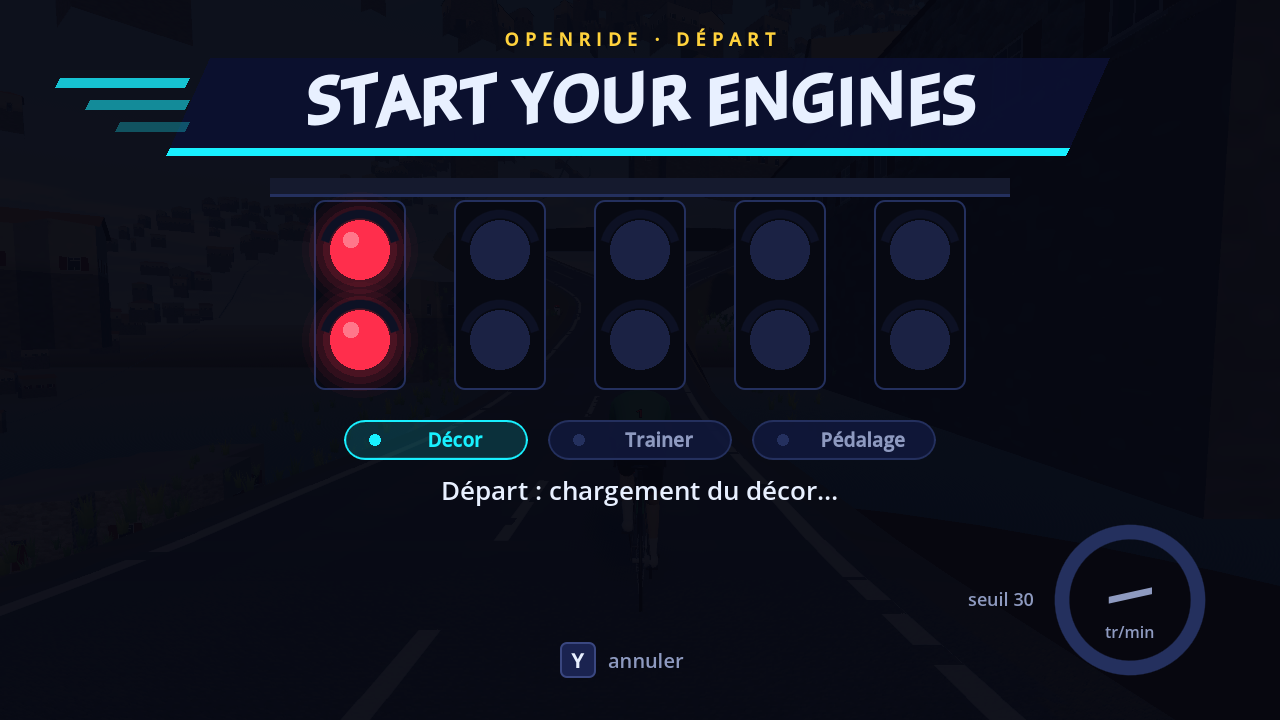 OPENRIDE · DÉPART
START YOUR ENGINES
Décor
Trainer
Pédalage
Départ : chargement du décor...
seuil 30
—
tr/min
Y annuler